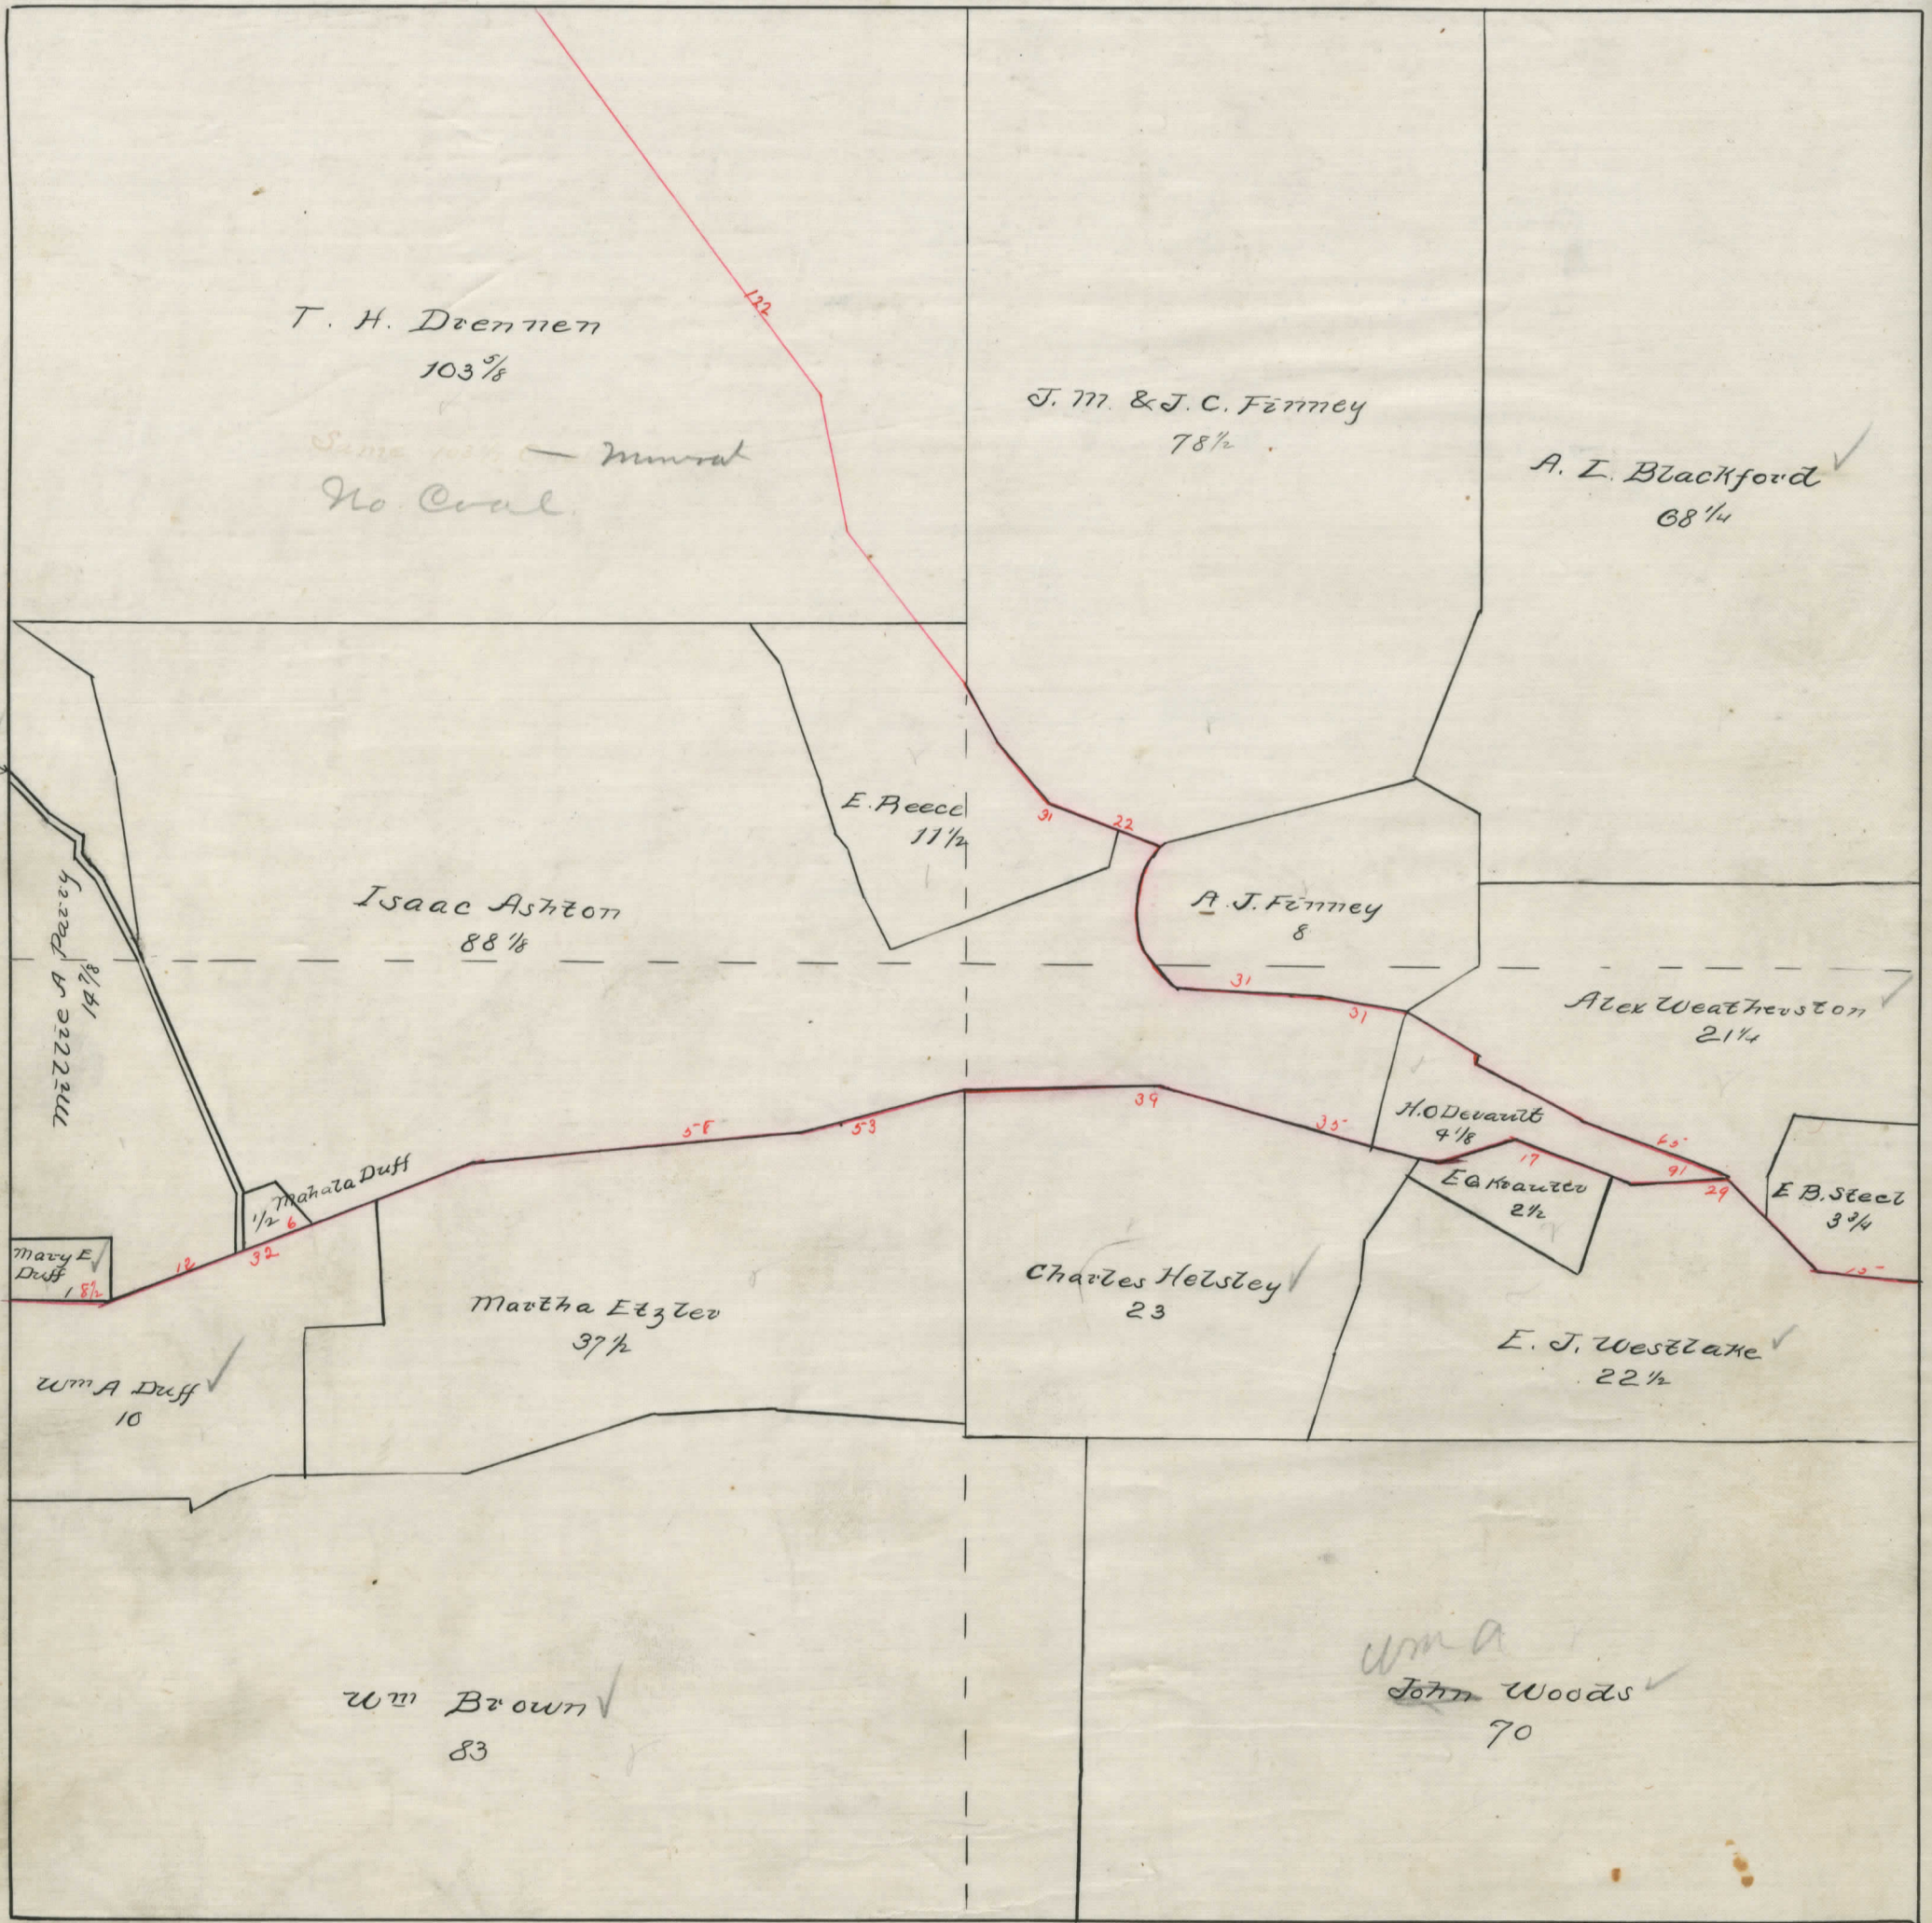 T. H. Drennen
103 5/8
Same — Mineral
No Coal.
122
J. M. & J. C. Finney
78 1/2
A. L. Blackford
68 1/4
E. Reece
11 1/2
31
22
Isaac Ashton
88 1/8
A. J. Finney
8
31
31
Millie A Parry
14 7/8
Alex Weatherston
21 1/4
Mahala Duff
1/2
6
58
53
39
35
H. O Devault
4 1/8
17
65
91
29
E B. Steel
3 3/4
15
2 1/2
Mary E
Duff
1
8 1/2
12
32
Wm A Duff
10
Martha Etzler
37 1/2
Charles Helsley
23
E. J. Westlake
22 1/2
Wm Brown
83
Wm A
John Woods
70